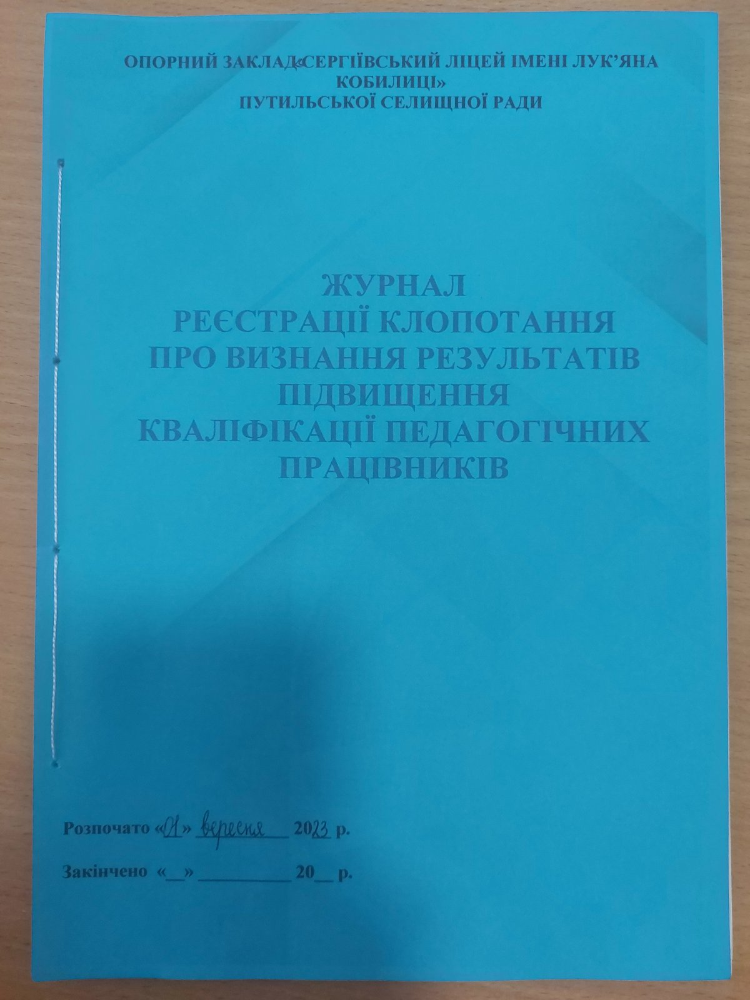 ОПОРНИЙ ЗАКЛАД«СЕРГІЇВСЬКИЙ ЛІЦЕЙ ІМЕНІ ЛУК’ЯНА
КОБИЛИЦІ»
ПУТИЛЬСЬКОЇ СЕЛИЩНОЇ РАДИ
ЖУРНАЛ
РЕЄСТРАЦІЇ КЛОПОТАННЯ
ПРО ВИЗНАННЯ РЕЗУЛЬТАТІВ
ПІДВИЩЕННЯ
КВАЛІФІКАЦІЇ ПЕДАГОГІЧНИХ
ПРАЦІВНИКІВ
Розпочато «01» вересня 2023 р.
Закінчено «__» __________ 20__ р.